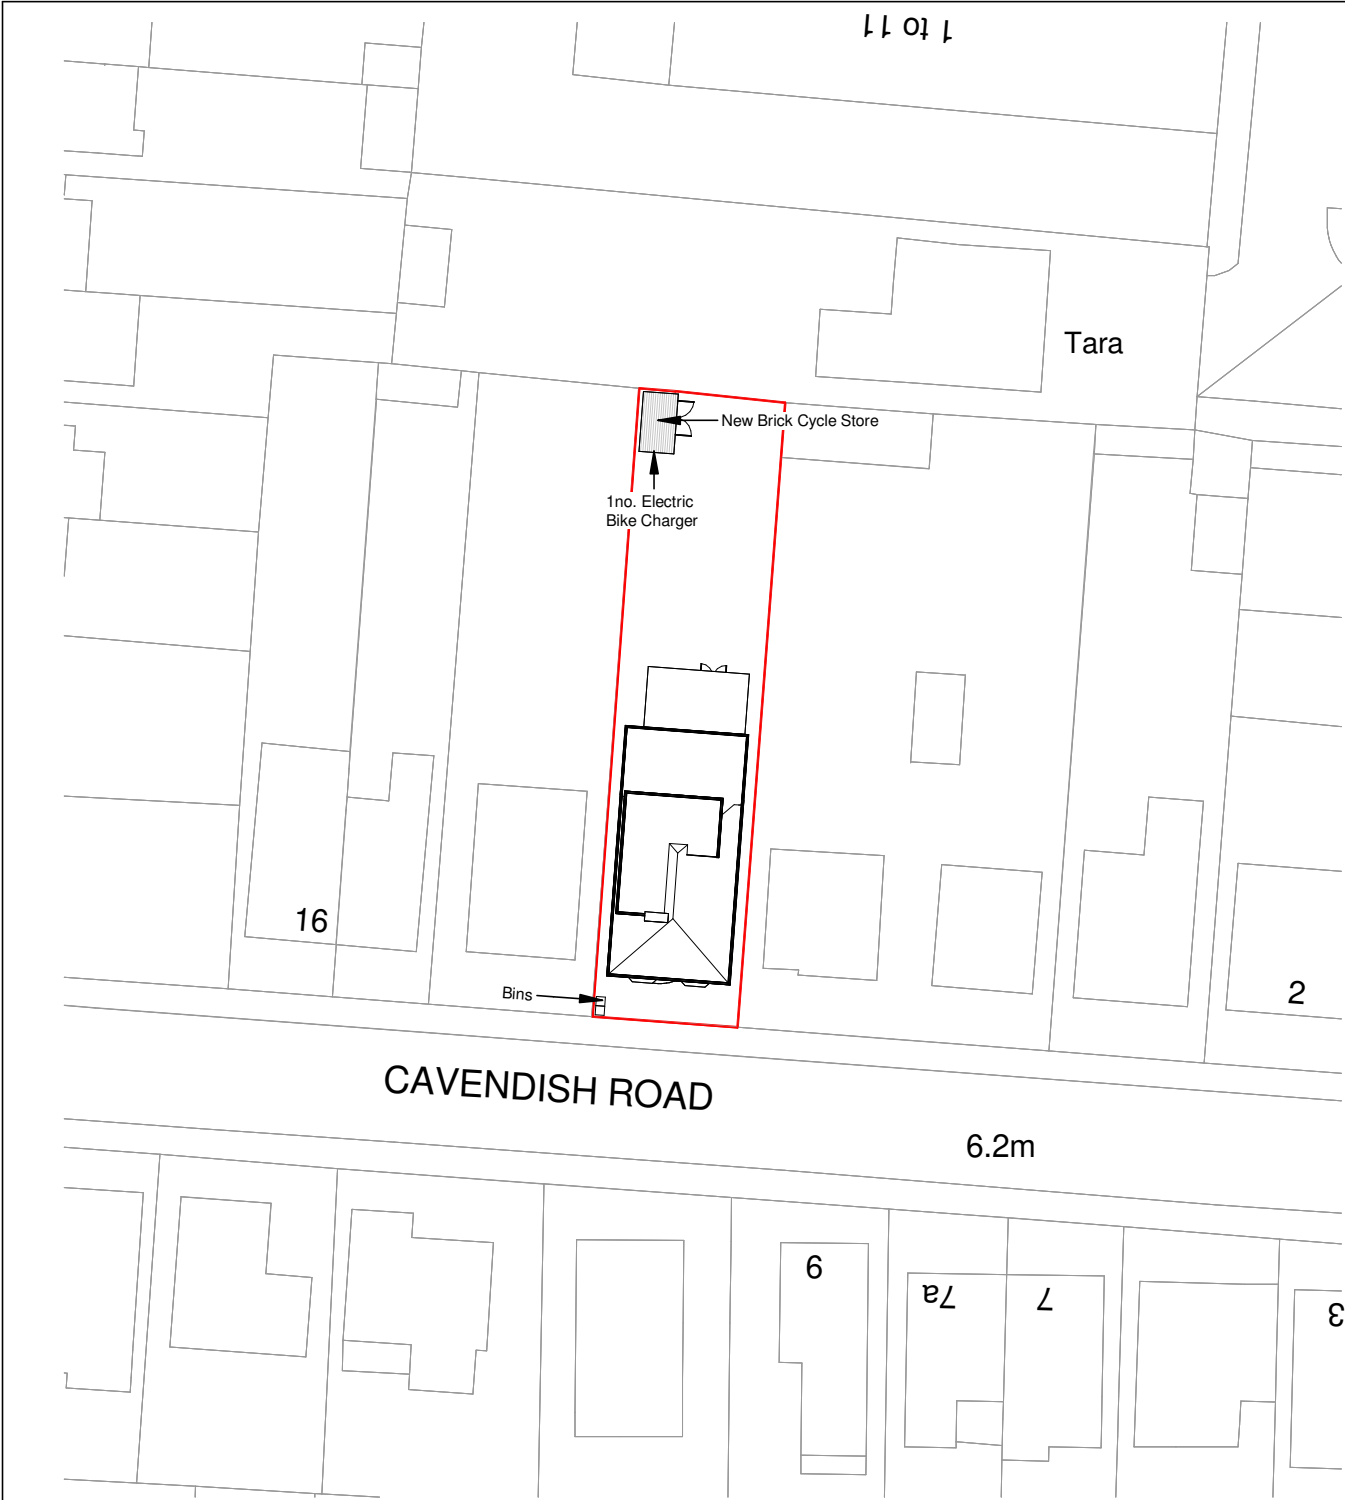 1 to 11
Tara
New Brick Cycle Store
1no. Electric
Bike Charger
16
2
Bins
CAVENDISH ROAD
6.2m
9
7a
7
3